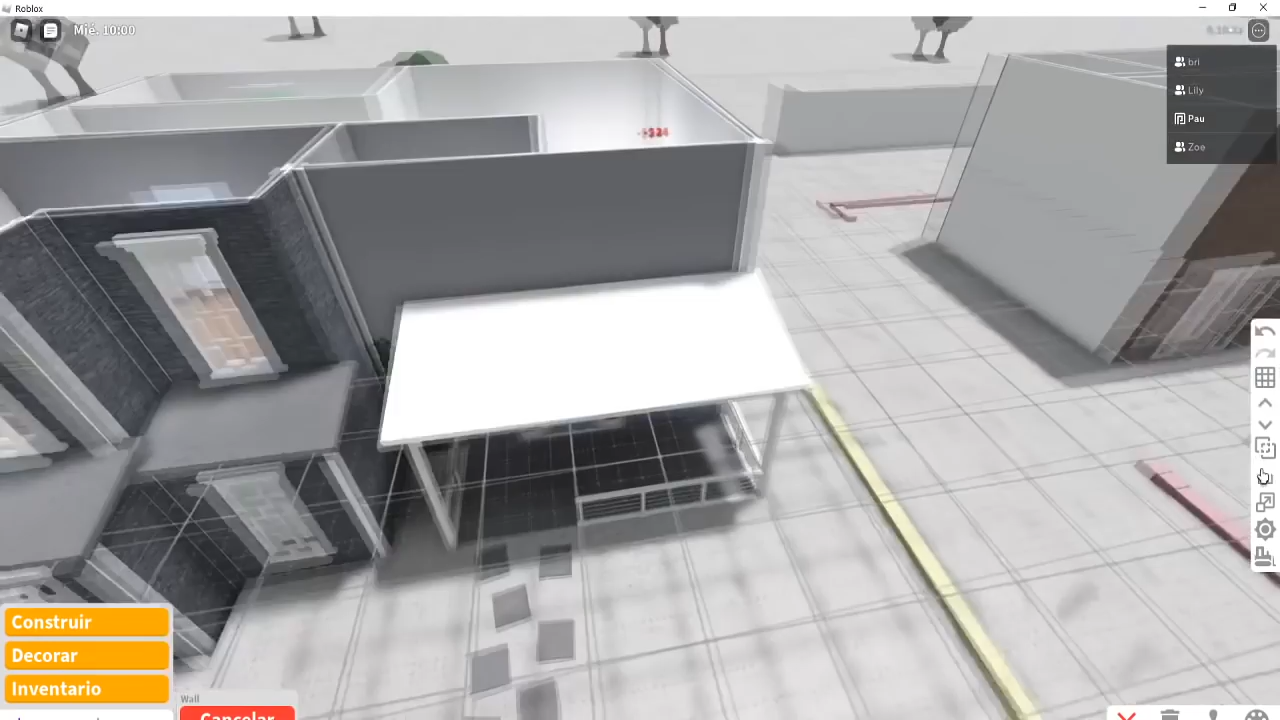 Roblox
Mié. 10:00
bri
Lily
Pau
Zoe
Construir
Decorar
Inventario
Wall
Cancelar